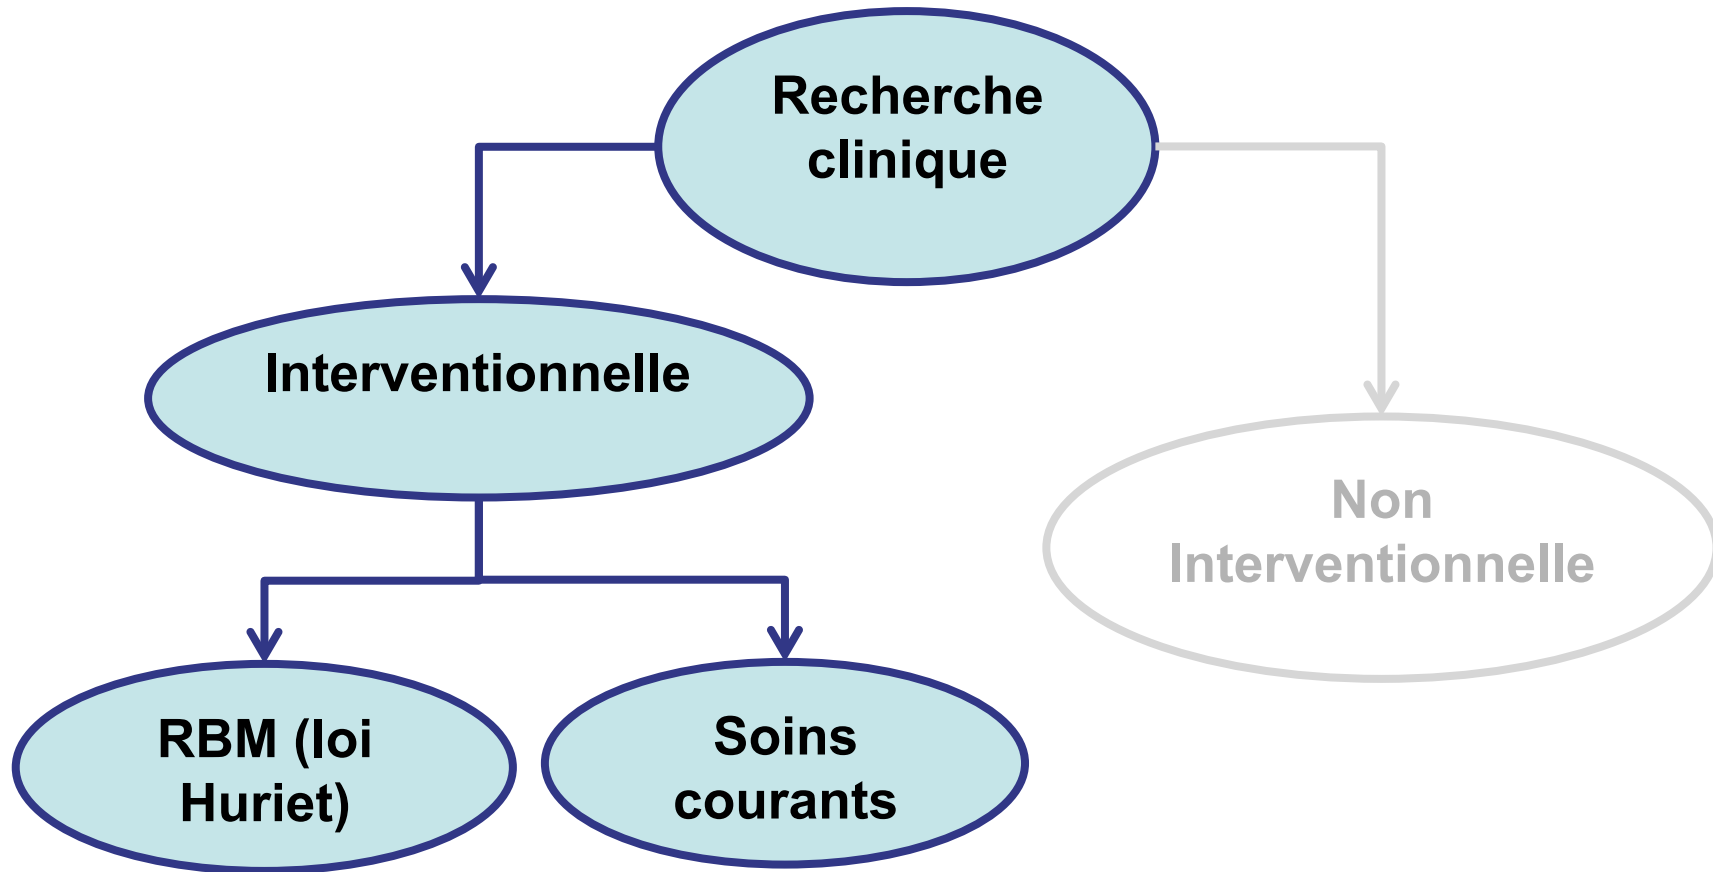 Recherche
clinique
Interventionnelle
Non
Interventionnelle
RBM (loi
Huriet)
Soins
courants